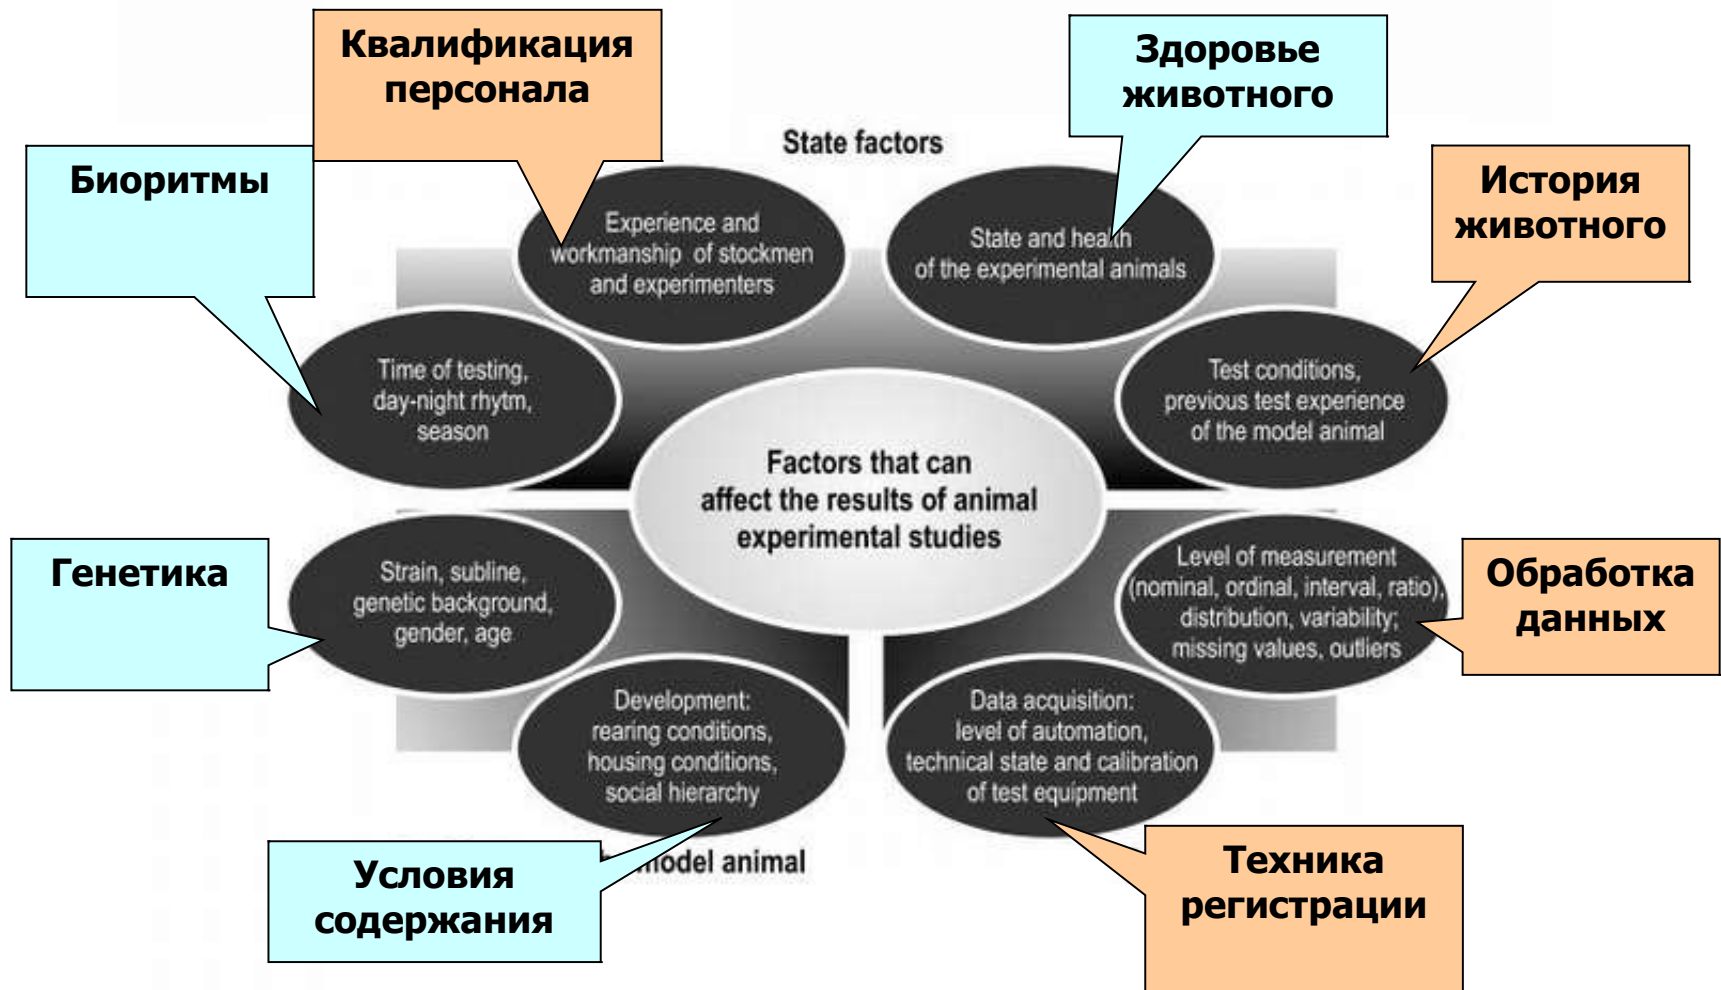 Квалификация
персонала
Здоровье
животного
State factors
Биоритмы
История
животного
Experience and
workmanship of stockmen
and experimenters
State and health
of the experimental animals
Time of testing,
day-night rhytm,
season
Test conditions,
previous test experience
of the model animal
Factors that can
affect the results of animal
experimental studies
Генетика
Strain, subline,
genetic background,
gender, age
Level of measurement
(nominal, ordinal, interval, ratio),
distribution, variability;
missing values, outliers
Обработка
данных
Development:
rearing conditions,
housing conditions,
social hierarchy
Data acquisition:
level of automation,
technical state and calibration
of test equipment
Условия
содержания
model animal
Техника
регистрации